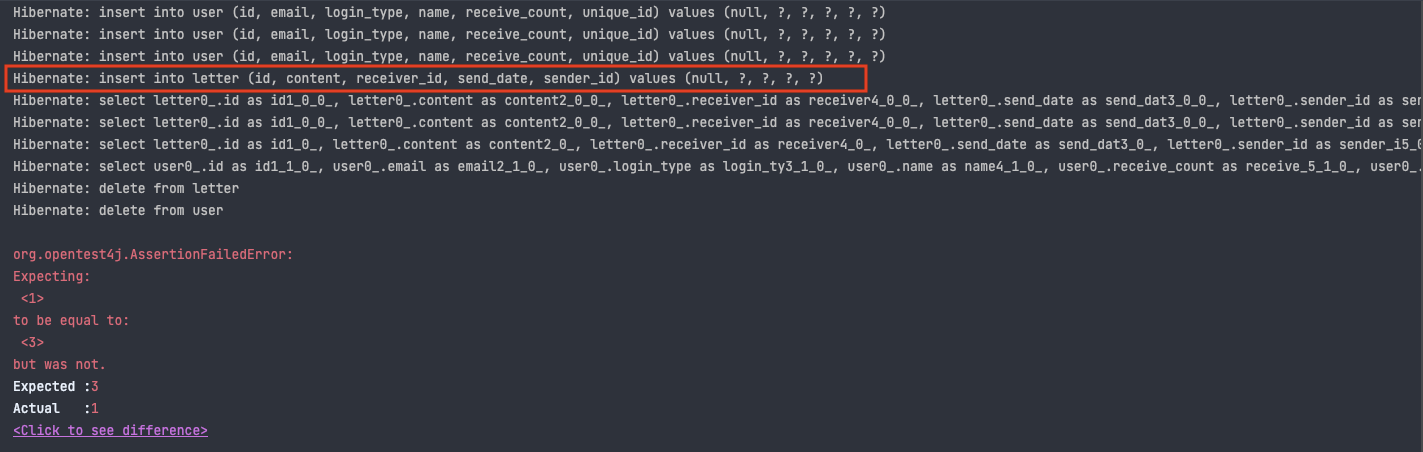 Hibernate: insert into user (id, email, login_type, name, receive_count, unique_id) values (null, ?, ?, ?, ?, ?)
Hibernate: insert into user (id, email, login_type, name, receive_count, unique_id) values (null, ?, ?, ?, ?, ?)
Hibernate: insert into user (id, email, login_type, name, receive_count, unique_id) values (null, ?, ?, ?, ?, ?)
Hibernate: insert into letter (id, content, receiver_id, send_date, sender_id) values (null, ?, ?, ?, ?)
Hibernate: select letter0_.id as id1_0_0_, letter0_.content as content2_0_0_, letter0_.receiver_id as receiver4_0_0_, letter0_.send_date as send_dat3_0_0_, letter0_.sender_id as sen
Hibernate: select letter0_.id as id1_0_0_, letter0_.content as content2_0_0_, letter0_.receiver_id as receiver4_0_0_, letter0_.send_date as send_dat3_0_0_, letter0_.sender_id as sen
Hibernate: select letter0_.id as id1_0_, letter0_.content as content2_0_, letter0_.receiver_id as receiver4_0_, letter0_.send_date as send_dat3_0_, letter0_.sender_id as sender_i5_0
Hibernate: select user0_.id as id1_1_0_, user0_.email as email2_1_0_, user0_.login_type as login_ty3_1_0_, user0_.name as name4_1_0_, user0_.receive_count as receive_5_1_0_, user0_.
Hibernate: delete from letter
Hibernate: delete from user
org.opentest4j.AssertionFailedError:
Expecting:
<1>
to be equal to:
<3>
but was not.
Expected :3
Actual   :1
<Click to see difference>